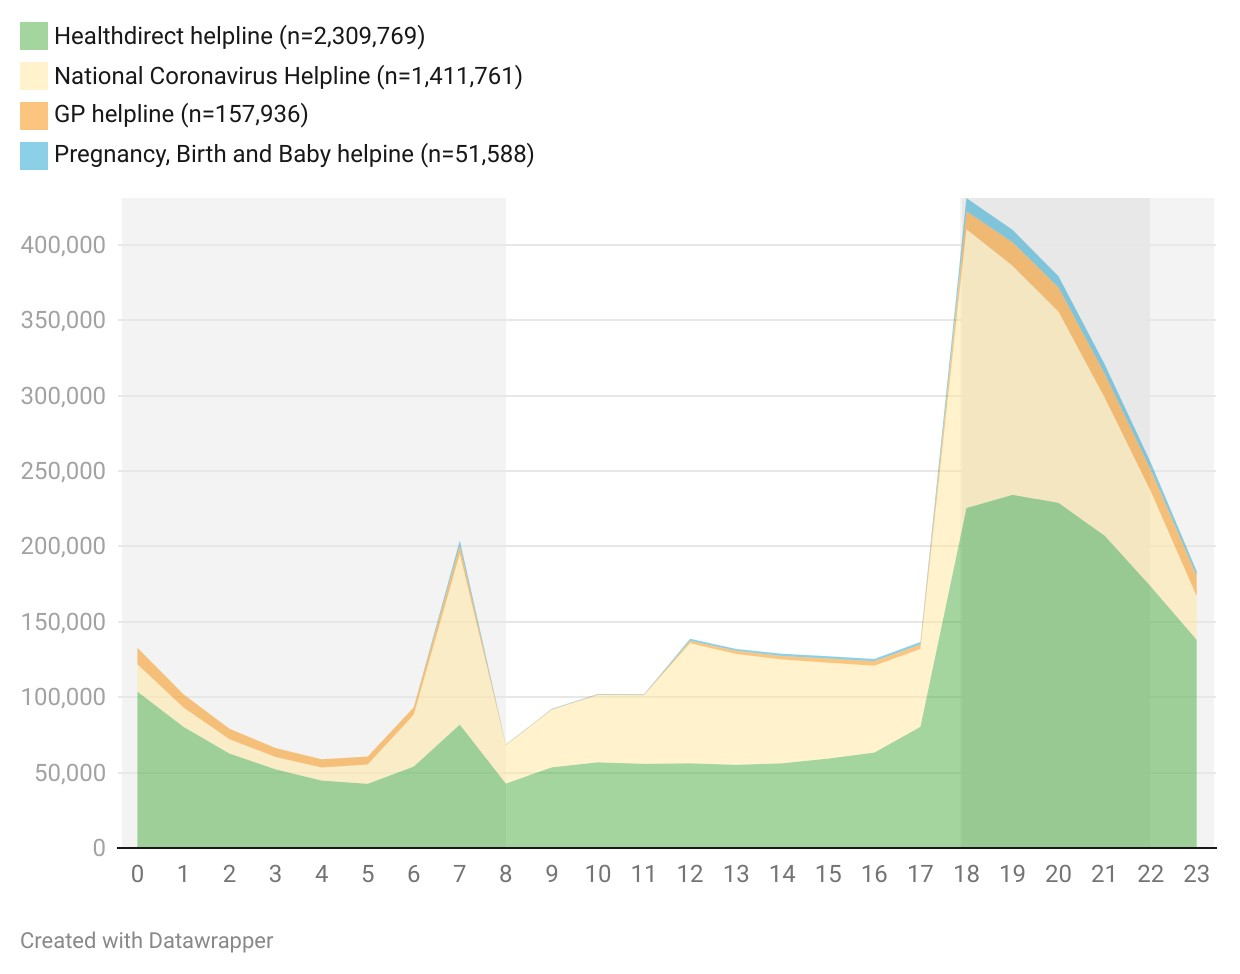 Healthdirect helpline (n=2,309,769)
National Coronavirus Helpline (n=1,411,761)
GP helpline (n=157,936)
Pregnancy, Birth and Baby helpine (n=51,588)
400,000
350,000
300,000
250,000
200,000
150,000
100,000
50,000
0
0 1 2 3 4 5 6 7 8 9 10 11 12 13 14 15 16 17 18 19 20 21 22 23
Created with Datawrapper